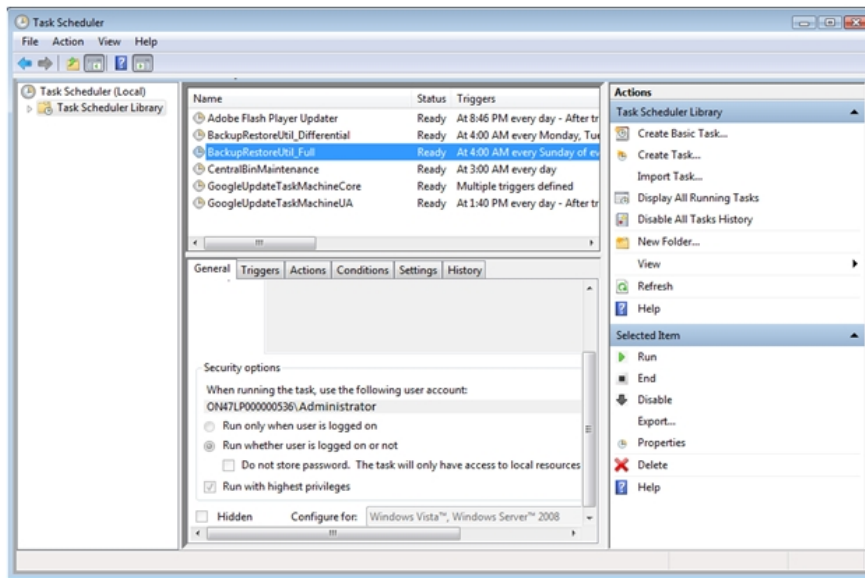 Task Scheduler
File Action View Help
Task Scheduler (Local)
Task Scheduler Library
Name Status Triggers
Adobe Flash Player Updater Ready At 8:46 PM every day - After tr
BackupRestoreUtil_Differential Ready At 4:00 AM every Monday, Tue
BackupRestoreUtil_Full Ready At 4:00 AM every Sunday of ev
CentralBinMaintenance Ready At 3:00 AM every day
GoogleUpdateTaskMachineCore Ready Multiple triggers defined
GoogleUpdateTaskMachineUA Ready At 1:40 PM every day - After tr
General Triggers Actions Conditions Settings History
Security options
When running the task, use the following user account:
ON47LP000000536\Administrator
Run only when user is logged on
Run whether user is logged on or not
Do not store password. The task will only have access to local resources
Run with highest privileges
Hidden Configure for: Windows Vista™, Windows Server™ 2008
Actions
Task Scheduler Library
Create Basic Task...
Create Task...
Import Task...
Display All Running Tasks
Disable All Tasks History
New Folder...
View
Refresh
Help
Selected Item
Run
End
Disable
Export...
Properties
Delete
Help